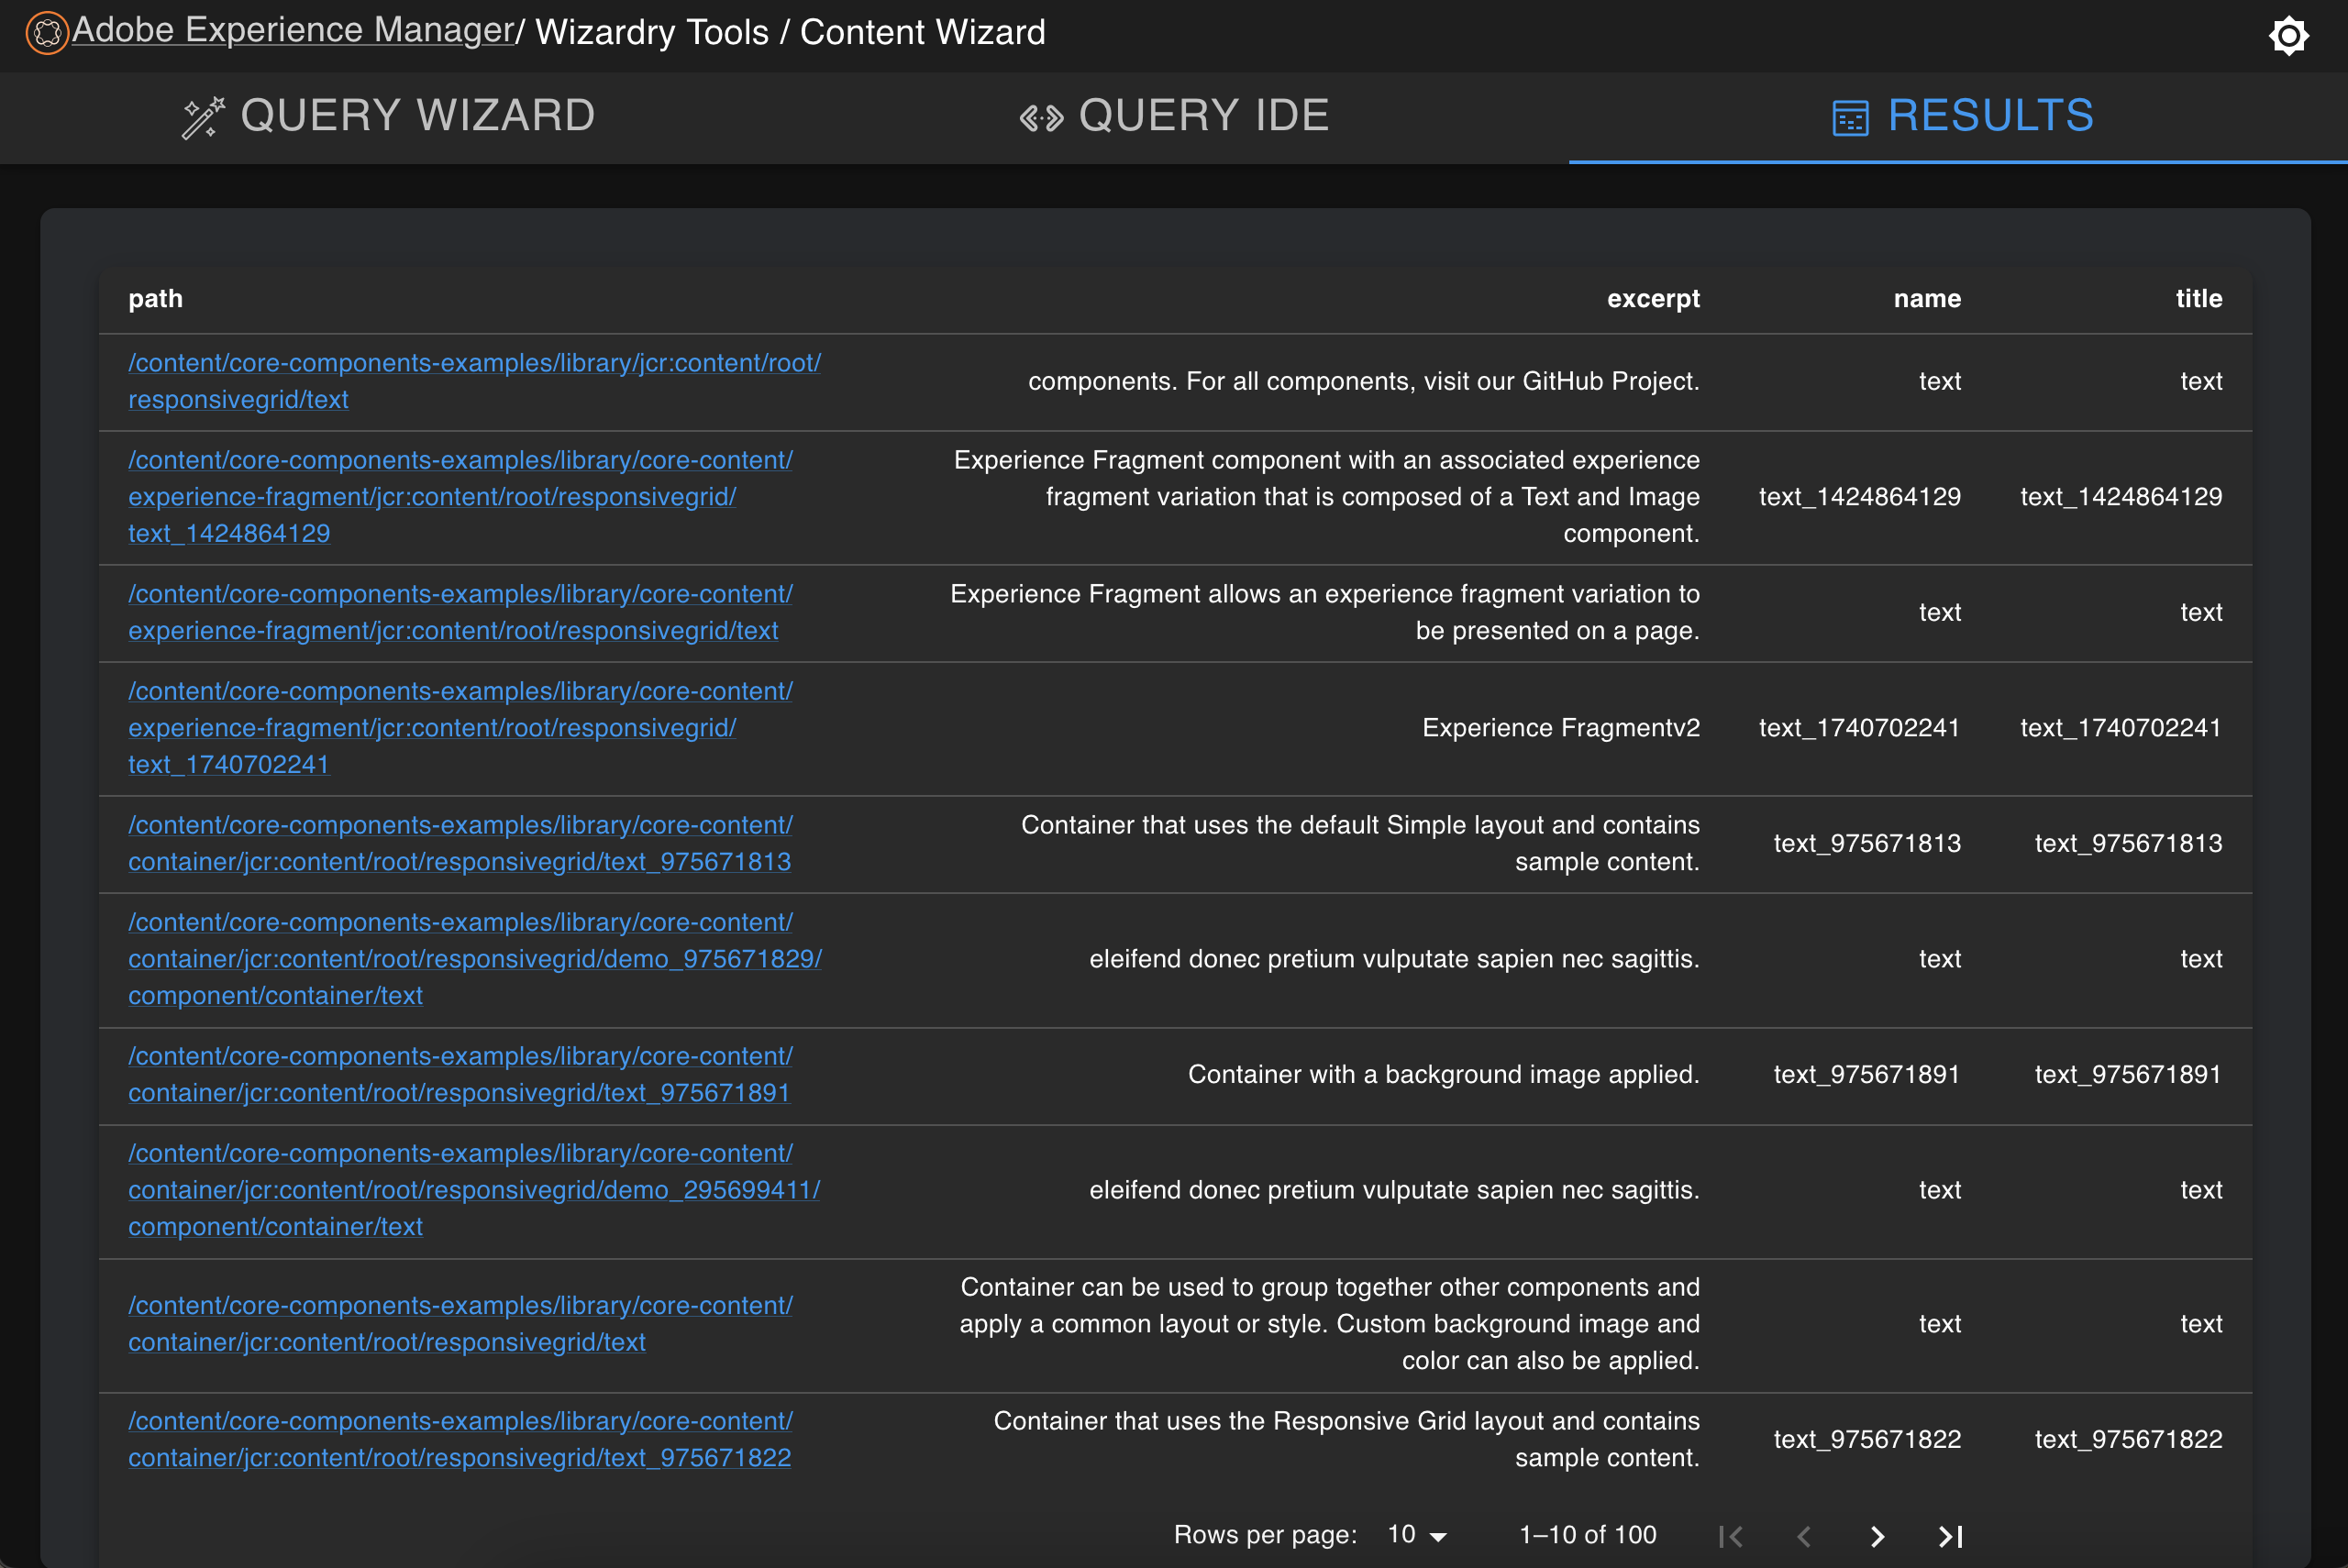 Adobe Experience Manager/ Wizardry Tools / Content Wizard
QUERY WIZARD
QUERY IDE
RESULTS
path excerpt name title
/content/core-components-examples/library/jcr:content/root/
responsivegrid/text
components. For all components, visit our GitHub Project.
text
text
/content/core-components-examples/library/core-content/
experience-fragment/jcr:content/root/responsivegrid/
text_1424864129
Experience Fragment component with an associated experience
fragment variation that is composed of a Text and Image
component.
text_1424864129
text_1424864129
/content/core-components-examples/library/core-content/
experience-fragment/jcr:content/root/responsivegrid/text
Experience Fragment allows an experience fragment variation to
be presented on a page.
text
text
/content/core-components-examples/library/core-content/
experience-fragment/jcr:content/root/responsivegrid/
text_1740702241
Experience Fragmentv2
text_1740702241
text_1740702241
/content/core-components-examples/library/core-content/
container/jcr:content/root/responsivegrid/text_975671813
Container that uses the default Simple layout and contains
sample content.
text_975671813
text_975671813
/content/core-components-examples/library/core-content/
container/jcr:content/root/responsivegrid/demo_975671829/
component/container/text
eleifend donec pretium vulputate sapien nec sagittis.
text
text
/content/core-components-examples/library/core-content/
container/jcr:content/root/responsivegrid/text_975671891
Container with a background image applied.
text_975671891
text_975671891
/content/core-components-examples/library/core-content/
container/jcr:content/root/responsivegrid/demo_295699411/
component/container/text
eleifend donec pretium vulputate sapien nec sagittis.
text
text
/content/core-components-examples/library/core-content/
container/jcr:content/root/responsivegrid/text
Container can be used to group together other components and
apply a common layout or style. Custom background image and
color can also be applied.
text
text
/content/core-components-examples/library/core-content/
container/jcr:content/root/responsivegrid/text_975671822
Container that uses the Responsive Grid layout and contains
sample content.
text_975671822
text_975671822
Rows per page: 10 1–10 of 100